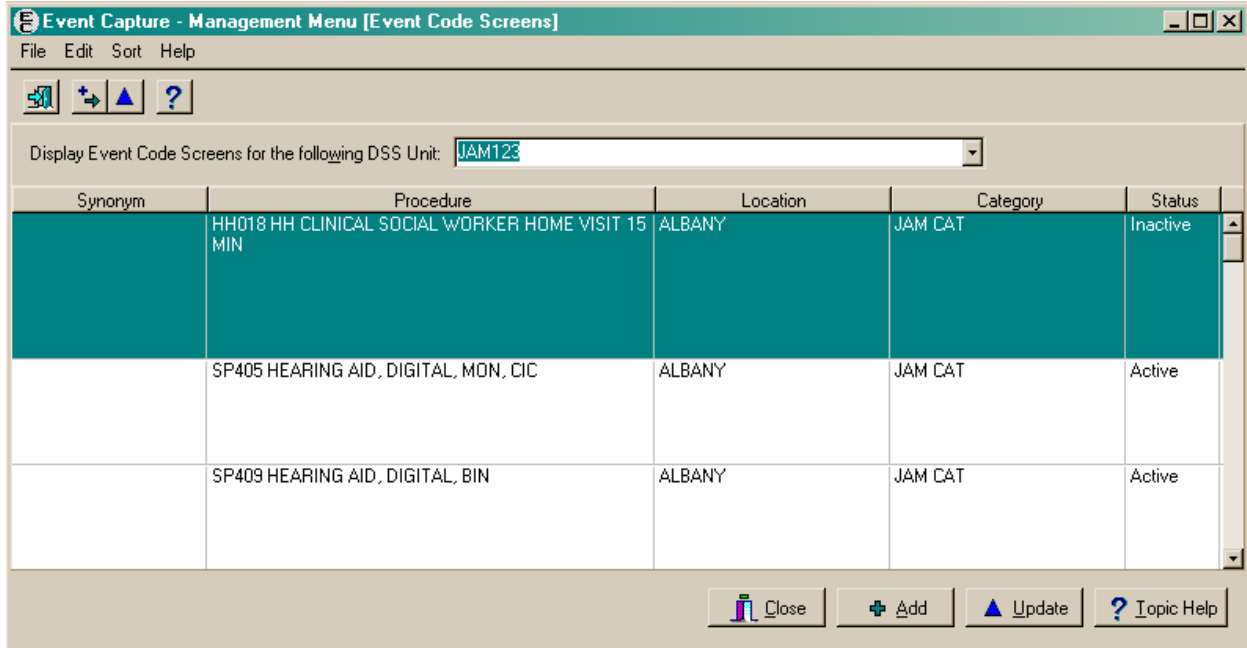 Event Capture - Management Menu [Event Code Screens]
File Edit Sort Help
Display Event Code Screens for the following DSS Unit: JAM123
Synonym Procedure Location Category Status
HH018 HH CLINICAL SOCIAL WORKER HOME VISIT 15 ALBANY JAM CAT Inactive
MIN
SP405 HEARING AID, DIGITAL, MON, CIC ALBANY JAM CAT Active
SP409 HEARING AID, DIGITAL, BIN ALBANY JAM CAT Active
Close Add Update ? Topic Help